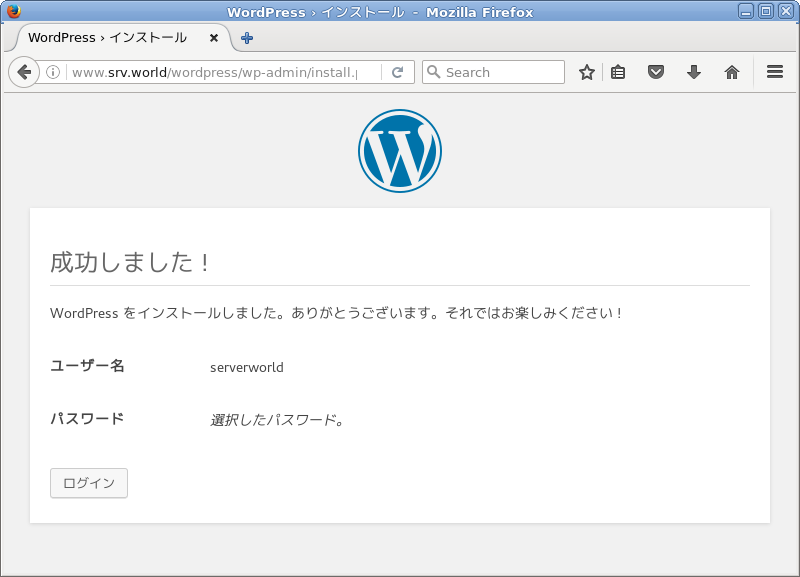 WordPress › インストール - Mozilla Firefox
WordPress › インストール
www.srv.world/wordpress/wp-admin/install.p
Search
成功しました！
WordPress をインストールしました。ありがとうございます。それではお楽しみください！
ユーザー名 serverworld
パスワード 選択したパスワード。
ログイン